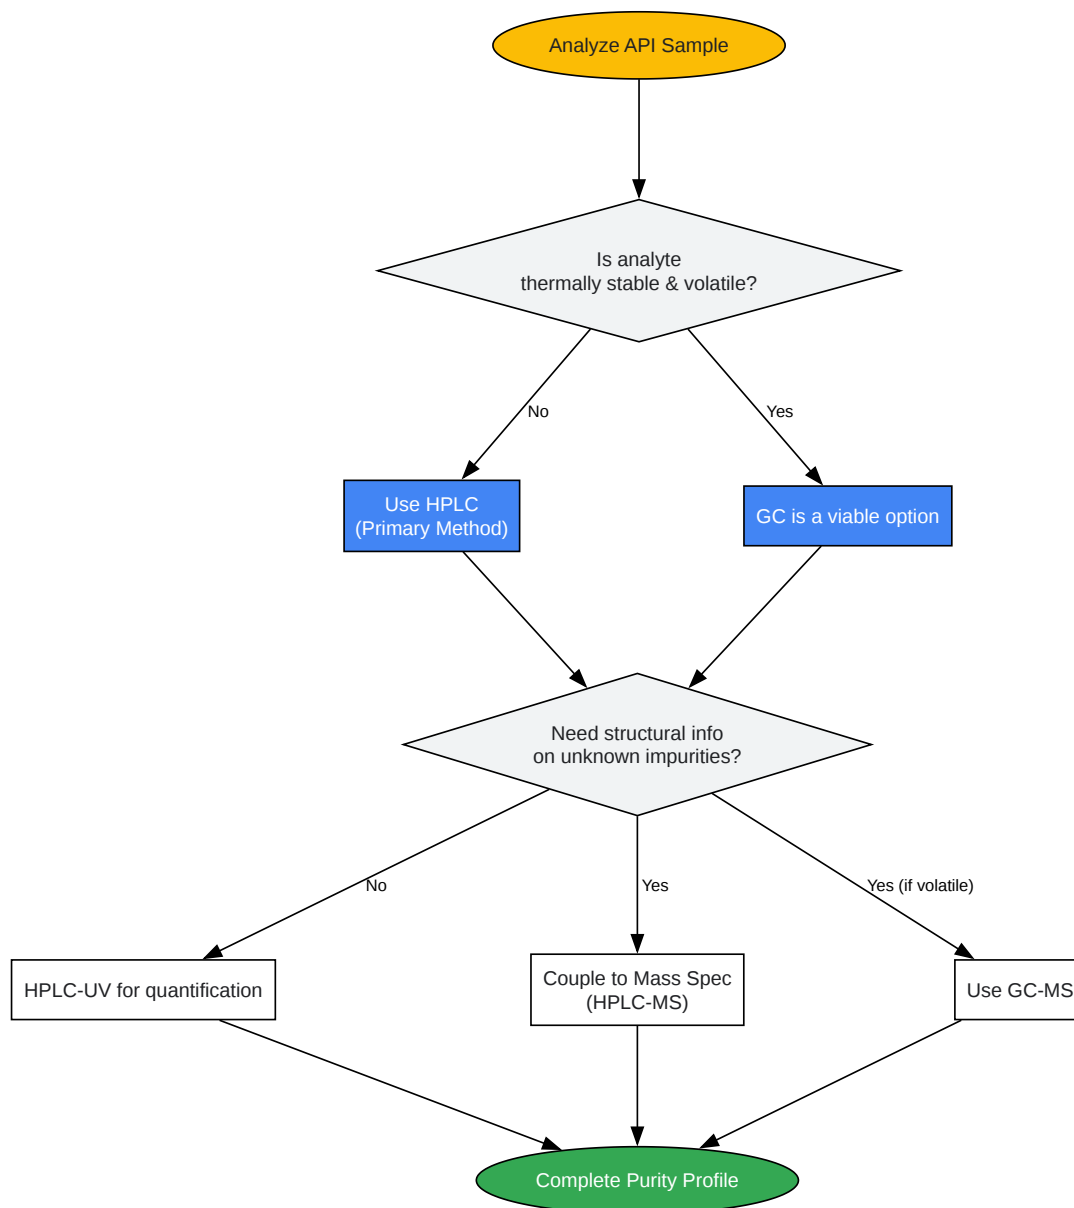 Analyze API Sample
Is analyte
thermally stable & volatile?
No
Yes
Use HPLC
(Primary Method)
GC is a viable option
Need structural info
on unknown impurities?
No
Yes
Yes (if volatile)
HPLC-UV for quantification
Couple to Mass Spec
(HPLC-MS)
Use GC-MS
Complete Purity Profile